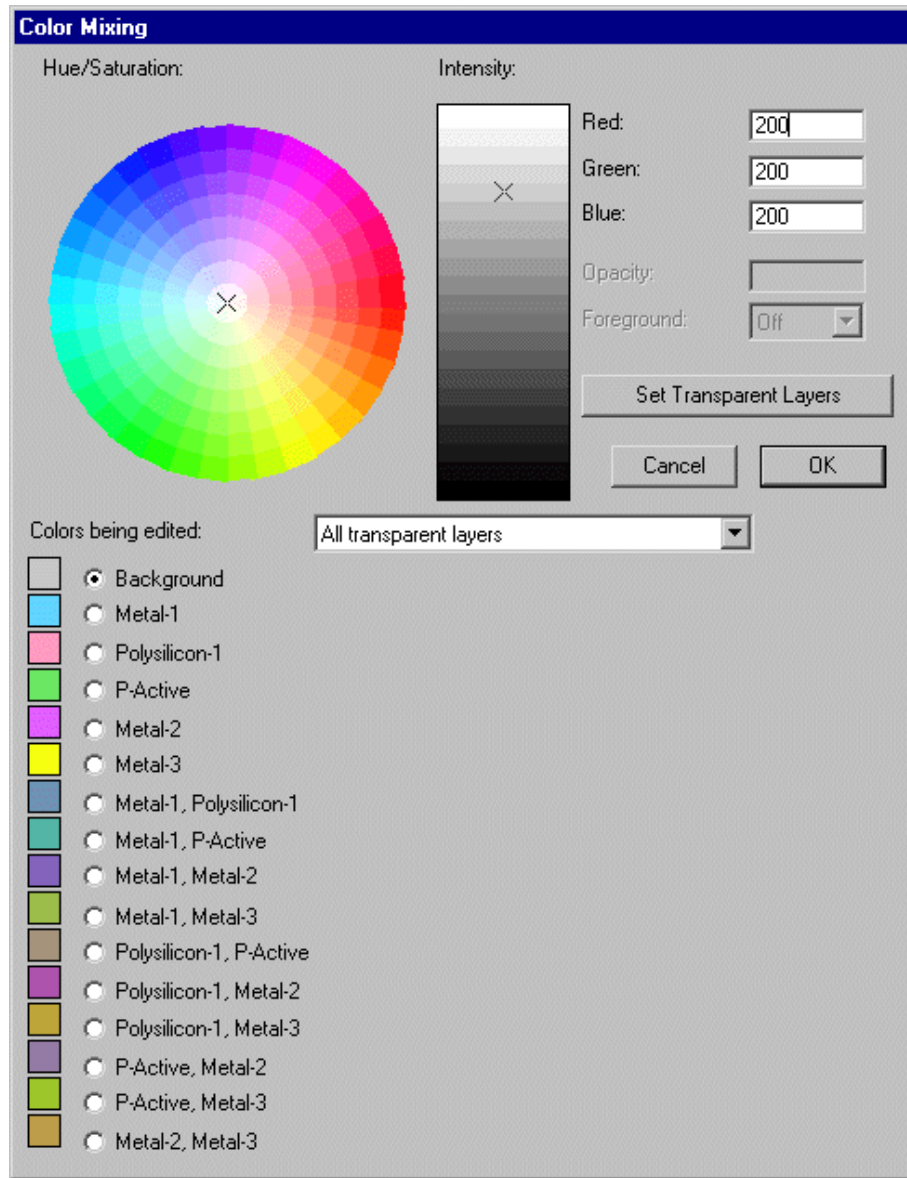 Color Mixing
Hue/Saturation:
Intensity:
Red: 200
Green: 200
Blue: 200
Opacity:
Foreground: Off
Set Transparent Layers
Cancel OK
Colors being edited: All transparent layers
Background
Metal-1
Polysilicon-1
P-Active
Metal-2
Metal-3
Metal-1, Polysilicon-1
Metal-1, P-Active
Metal-1, Metal-2
Metal-1, Metal-3
Polysilicon-1, P-Active
Polysilicon-1, Metal-2
Polysilicon-1, Metal-3
P-Active, Metal-2
P-Active, Metal-3
Metal-2, Metal-3